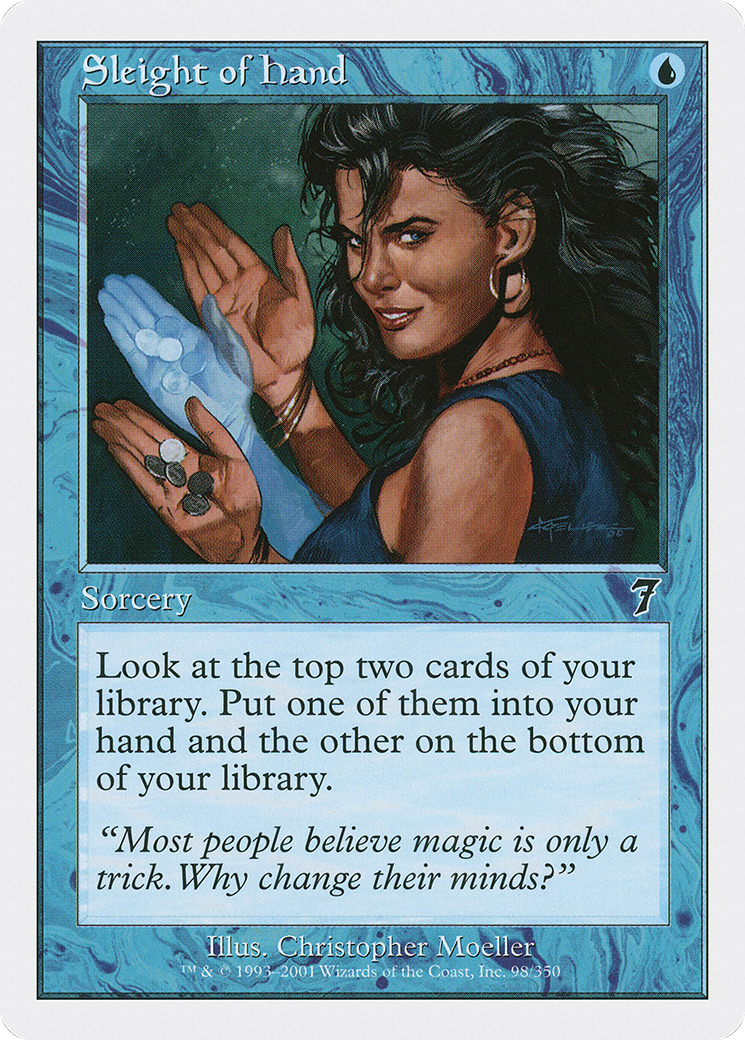 Sleight of Hand
Sorcery
7
Look at the top two cards of your
library. Put one of them into your
hand and the other on the bottom
of your library.
“Most people believe magic is only a
trick. Why change their minds?”
Illus. Christopher Moeller
™ & © 1993–2001 Wizards of the Coast, Inc. 98/350